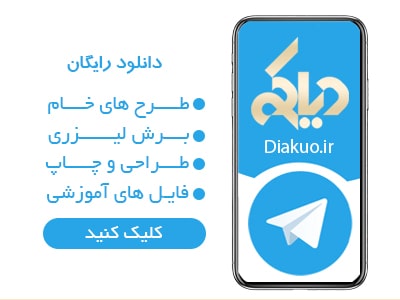 دانلود رایگان
طرح های خام
برش لیزری
طراحی و چاپ
فایل های آموزشی
کلیک کنید
دیاکو
Diakuo.ir